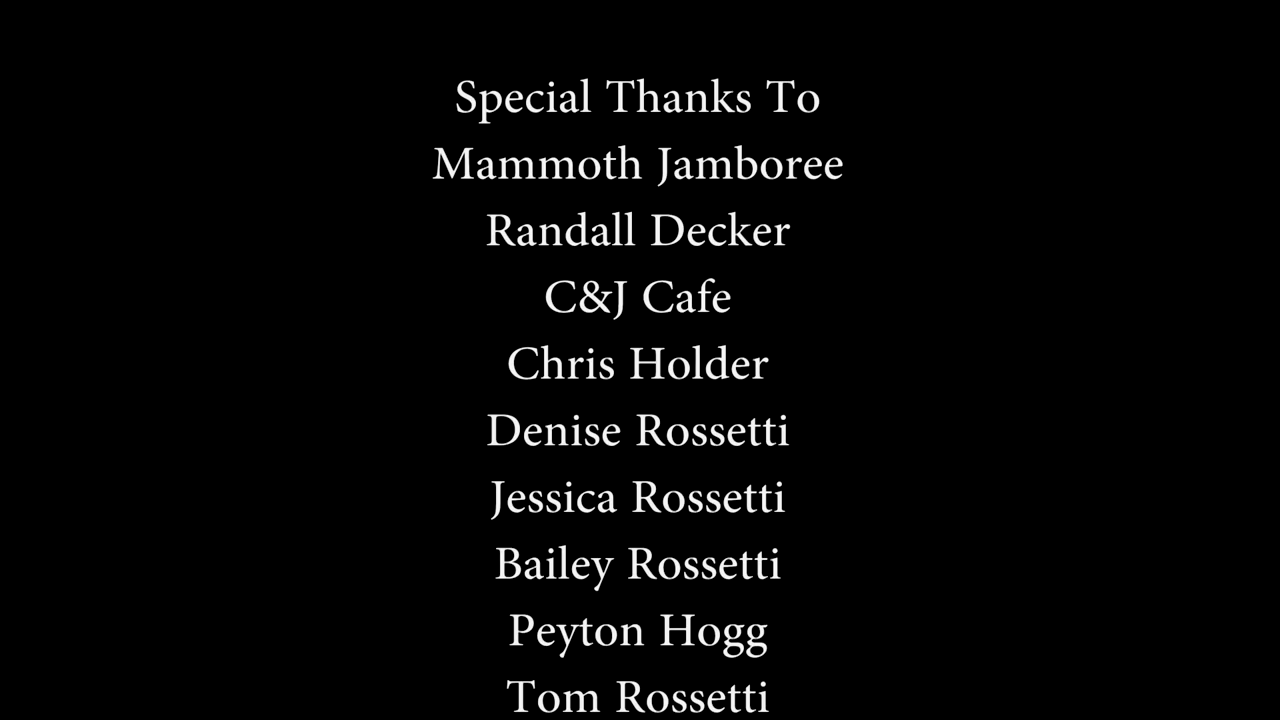 Special Thanks To
Mammoth Jamboree
Randall Decker
C&J Cafe
Chris Holder
Denise Rossetti
Jessica Rossetti
Bailey Rossetti
Peyton Hogg
Tom Rossetti